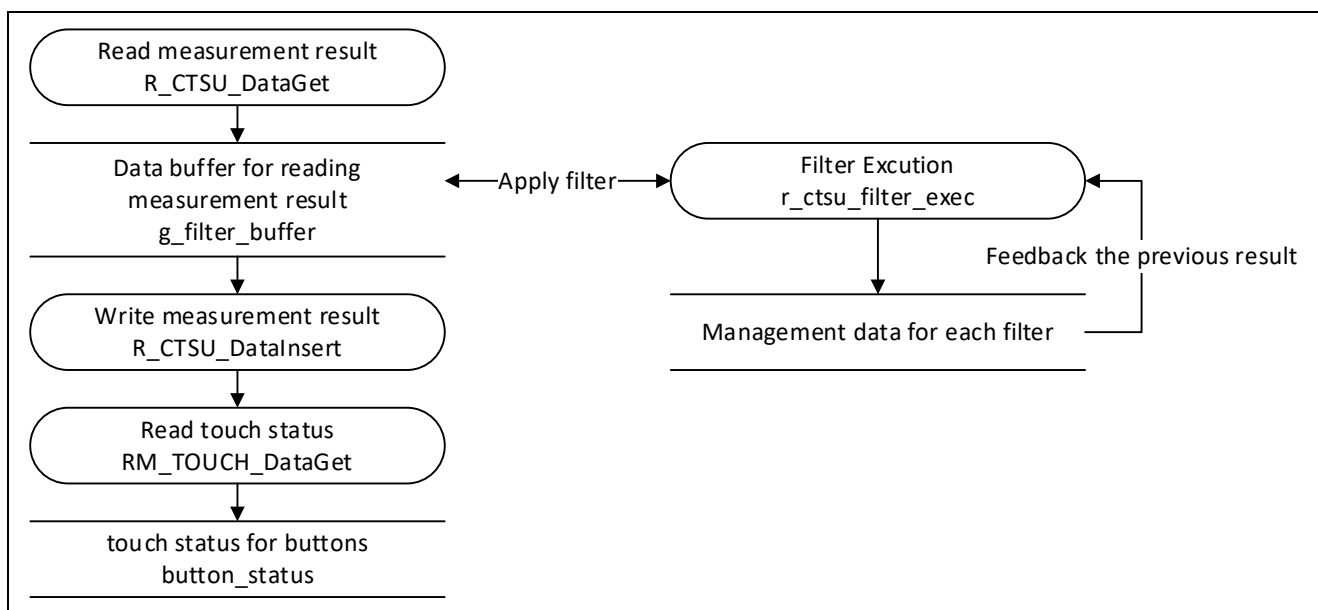 Read measurement result
R_CTSU_DataGet
Data buffer for reading
measurement result
g_filter_buffer
Write measurement result
R_CTSU_DataInsert
Read touch status
RM_TOUCH_DataGet
touch status for buttons
button_status
Apply filter
Filter Excution
r_ctsu_filter_exec
Feedback the previous result
Management data for each filter